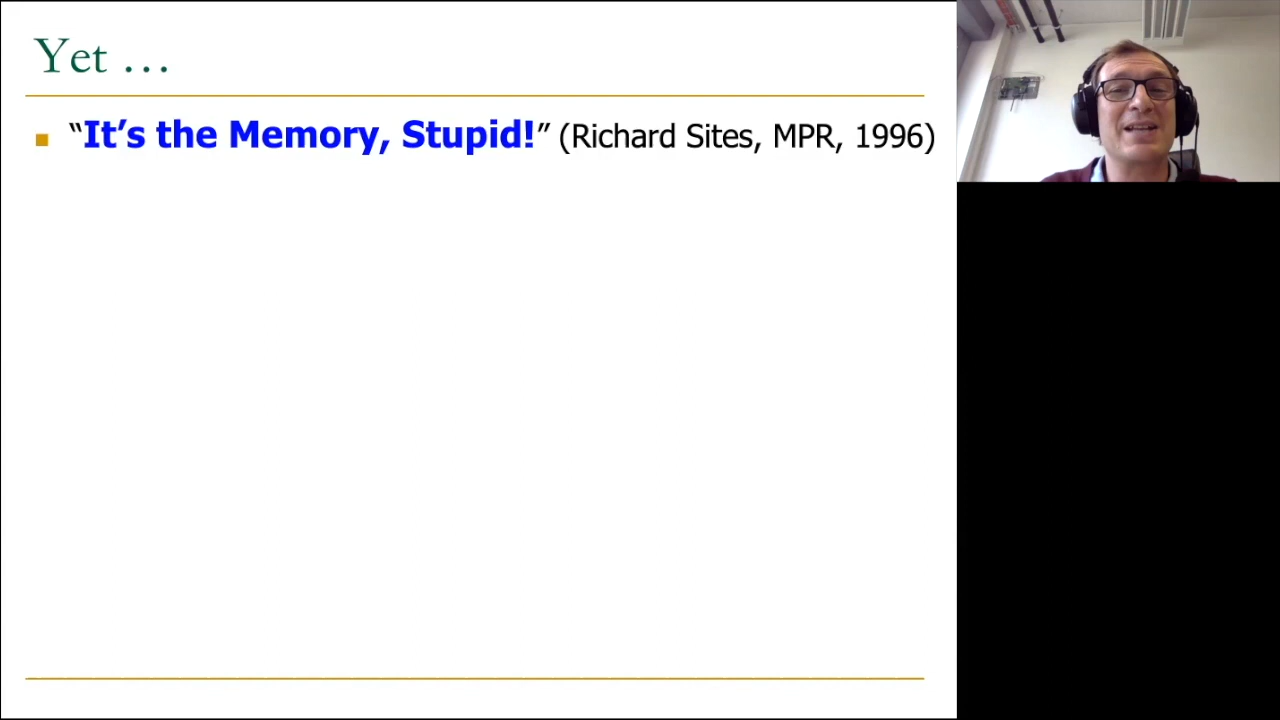 Yet …
“It’s the Memory, Stupid!” (Richard Sites, MPR, 1996)